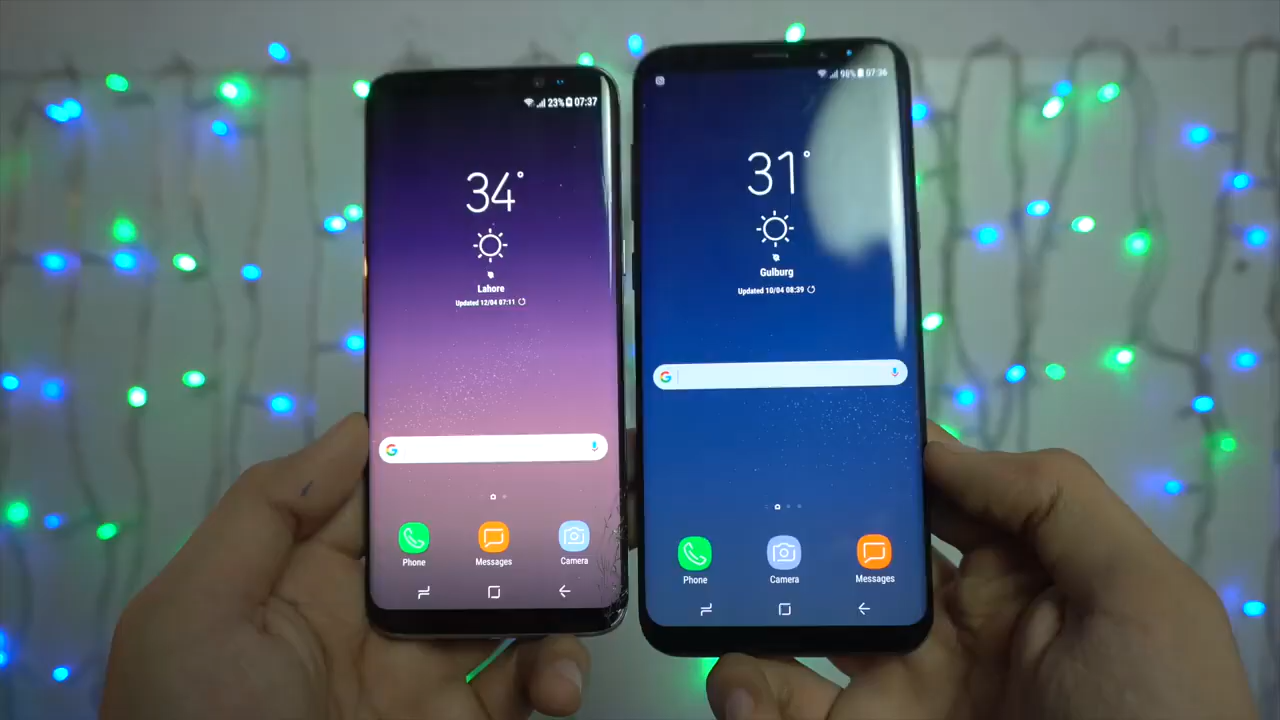 23% 07:37
34°
Lahore
Updated 12/04 07:11
G
Phone
Messages
Camera
98% 07:36
31°
Gulburg
Updated 10/04 08:39
G
Phone
Camera
Messages